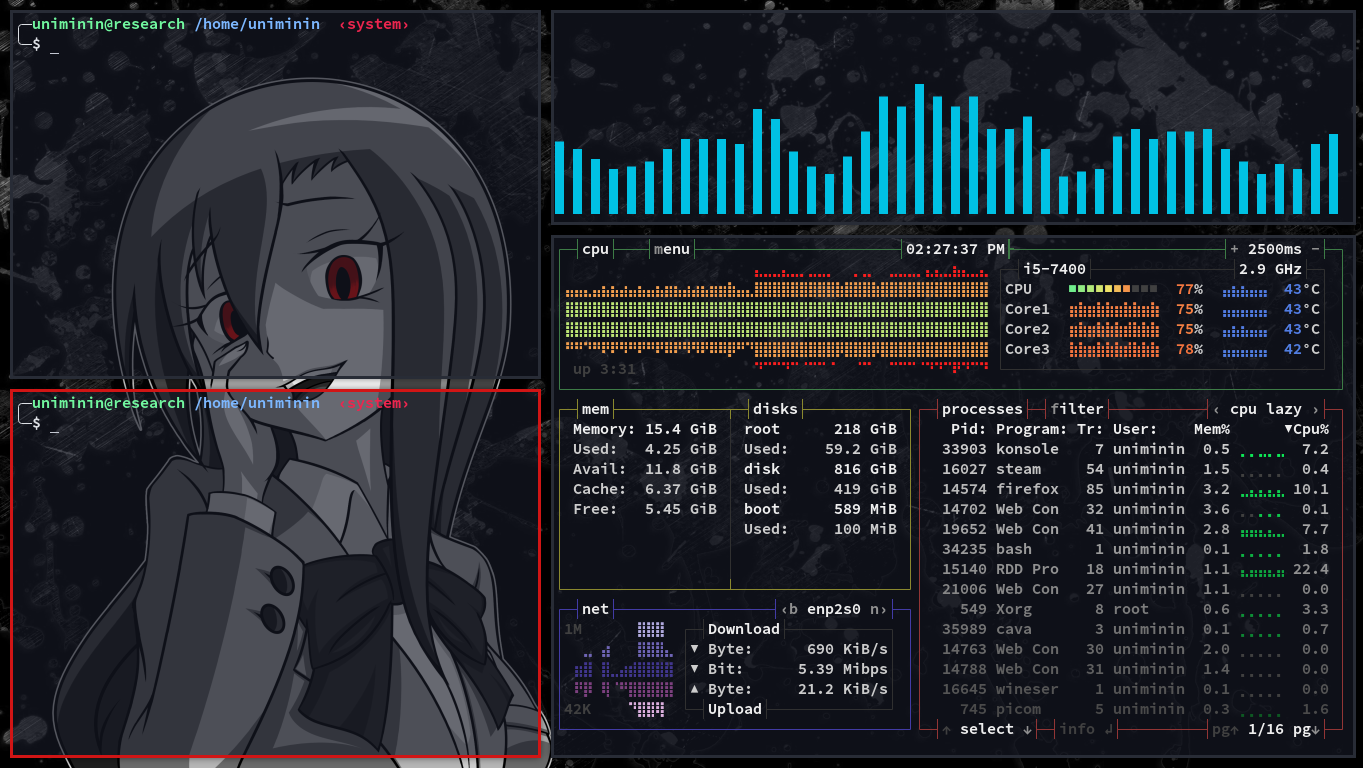 uniminin@research /home/uniminin ‹system›
$ _
uniminin@research /home/uniminin ‹system›
$ _
cpu menu 02:27:37 PM + 2500ms -
i5-7400 2.9 GHz
CPU 77% 43°C
Core1 75% 43°C
Core2 75% 43°C
Core3 78% 42°C
up 3:31
mem disks
Memory: 15.4 GiB root 218 GiB
Used: 4.25 GiB Used: 59.2 GiB
Avail: 11.8 GiB disk 816 GiB
Cache: 6.37 GiB Used: 419 GiB
Free: 5.45 GiB boot 589 MiB
Used: 100 MiB
net ‹b enp2s0 n›
1M Download
▼ Byte: 690 KiB/s
▼ Bit: 5.39 Mibps
▲ Byte: 21.2 KiB/s
42K Upload
processes filter ‹ cpu lazy ›
Pid: Program: Tr: User: Mem% ▼Cpu%
33903 konsole 7 uniminin 0.5 7.2
16027 steam 54 uniminin 1.5 0.4
14574 firefox 85 uniminin 3.2 10.1
14702 Web Con 32 uniminin 3.6 0.1
19652 Web Con 41 uniminin 2.8 7.7
34235 bash 1 uniminin 0.1 1.8
15140 RDD Pro 18 uniminin 1.1 22.4
21006 Web Con 27 uniminin 1.1 0.0
549 Xorg 8 root 0.6 3.3
35989 cava 3 uniminin 0.1 0.7
14763 Web Con 30 uniminin 2.0 0.0
14788 Web Con 31 uniminin 1.4 0.0
16645 wineser 1 uniminin 0.1 0.0
745 picom 5 uniminin 0.3 1.6
↑ select ↓ info ↲ pg↑ 1/16 pg↓